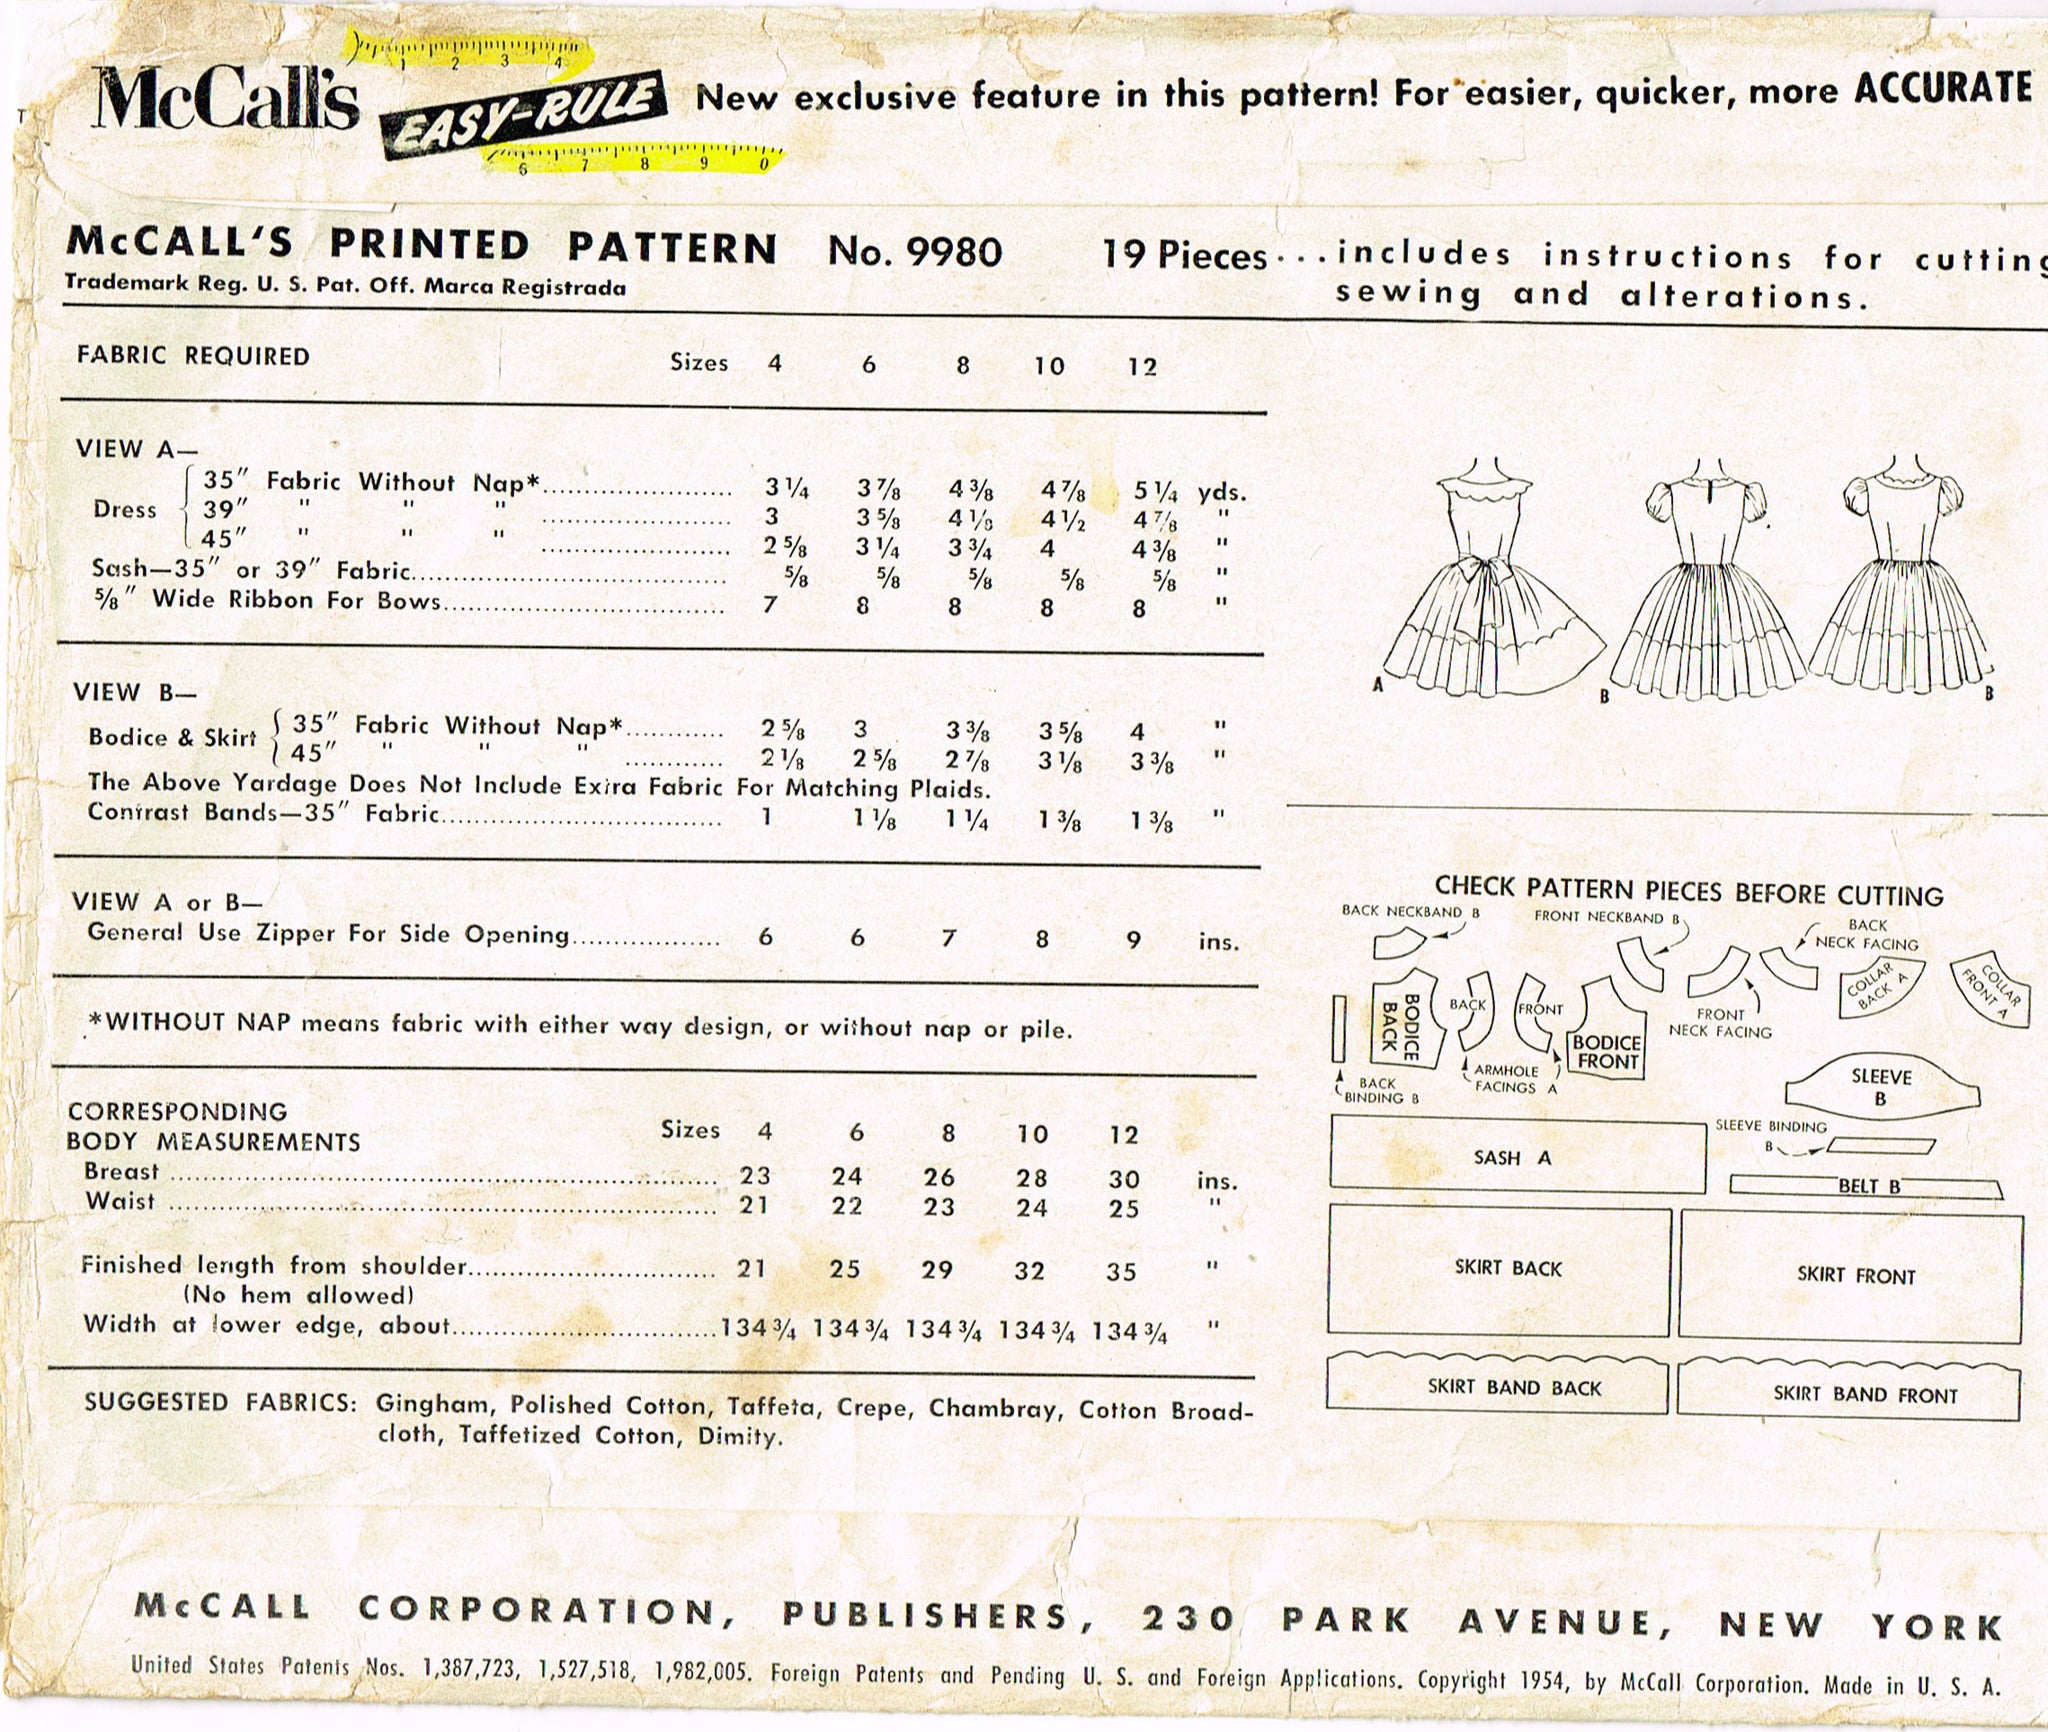 McCall's EASY-RULE New exclusive feature in this pattern! For easier, quicker, more ACCURATE
1 2 3 4
6 7 8 9 0
McCALL'S PRINTED PATTERN No. 9980 19 Pieces...includes instructions for cutting
Trademark Reg. U. S. Pat. Off. Marca Registrada
sewing and alterations.
FABRIC REQUIRED Sizes 4 6 8 10 12
VIEW A—
Dress
35" Fabric Without Nap*.... 3 1/4 3 7/8 4 3/8 4 7/8 5 1/4 yds.
39" " " " .... 3 3 5/8 4 1/8 4 1/2 4 7/8 "
45" " " " .... 2 5/8 3 1/4 3 3/4 4 4 3/8 "
Sash—35" or 39" Fabric.... 5/8 5/8 5/8 5/8 5/8 "
5/8" Wide Ribbon For Bows.... 7 8 8 8 8 "
VIEW B—
Bodice & Skirt
35" Fabric Without Nap*.... 2 5/8 3 3 3/8 3 5/8 4 "
45" " " " .... 2 1/8 2 5/8 2 7/8 3 1/8 3 3/8 "
The Above Yardage Does Not Include Extra Fabric For Matching Plaids.
Contrast Bands—35" Fabric.... 1 1 1/8 1 1/4 1 3/8 1 3/8 "
VIEW A or B—
General Use Zipper For Side Opening.... 6 6 7 8 9 ins.
*WITHOUT NAP means fabric with either way design, or without nap or pile.
CORRESPONDING
BODY MEASUREMENTS Sizes 4 6 8 10 12
Breast .... 23 24 26 28 30 ins.
Waist .... 21 22 23 24 25 "
Finished length from shoulder.... 21 25 29 32 35 "
(No hem allowed)
Width at lower edge, about.... 134 3/4 134 3/4 134 3/4 134 3/4 134 3/4 "
SUGGESTED FABRICS: Gingham, Polished Cotton, Taffeta, Crepe, Chambray, Cotton Broad-
cloth, Taffetized Cotton, Dimity.
A B B
CHECK PATTERN PIECES BEFORE CUTTING
BACK NECKBAND B
FRONT NECKBAND B
BACK
NECK FACING
COLLAR
BACK A
COLLAR
FRONT A
BODICE
BACK
BACK
FRONT
BODICE
FRONT
FRONT
NECK FACING
BACK
BINDING B
ARMHOLE
FACINGS A
SLEEVE
B
SLEEVE BINDING
B
SASH A
BELT B
SKIRT BACK
SKIRT FRONT
SKIRT BAND BACK
SKIRT BAND FRONT
McCALL CORPORATION, PUBLISHERS, 230 PARK AVENUE, NEW YORK
United States Patents Nos. 1,387,723, 1,527,518, 1,982,005. Foreign Patents and Pending U. S. and Foreign Applications. Copyright 1954, by McCall Corporation. Made in U. S. A.